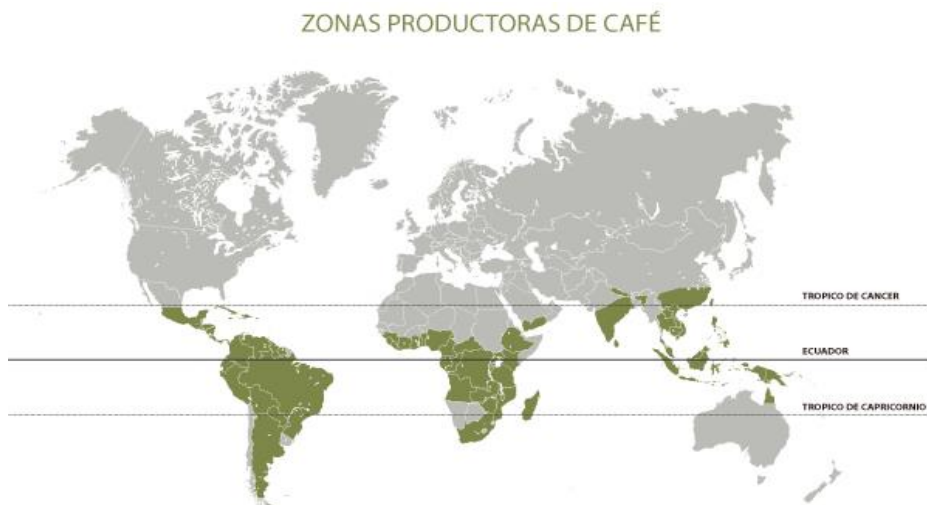 ZONAS PRODUCTORAS DE CAFÉ
TROPICO DE CANCER
ECUADOR
TROPICO DE CAPRICORNIO